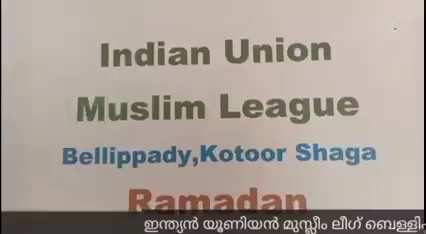 Indian Union
Muslim League
Bellippady,Kotoor Shaga
Ramadan
ഇന്ത്യൻ യൂണിയൻ മുസ്ലീം ലീഗ്